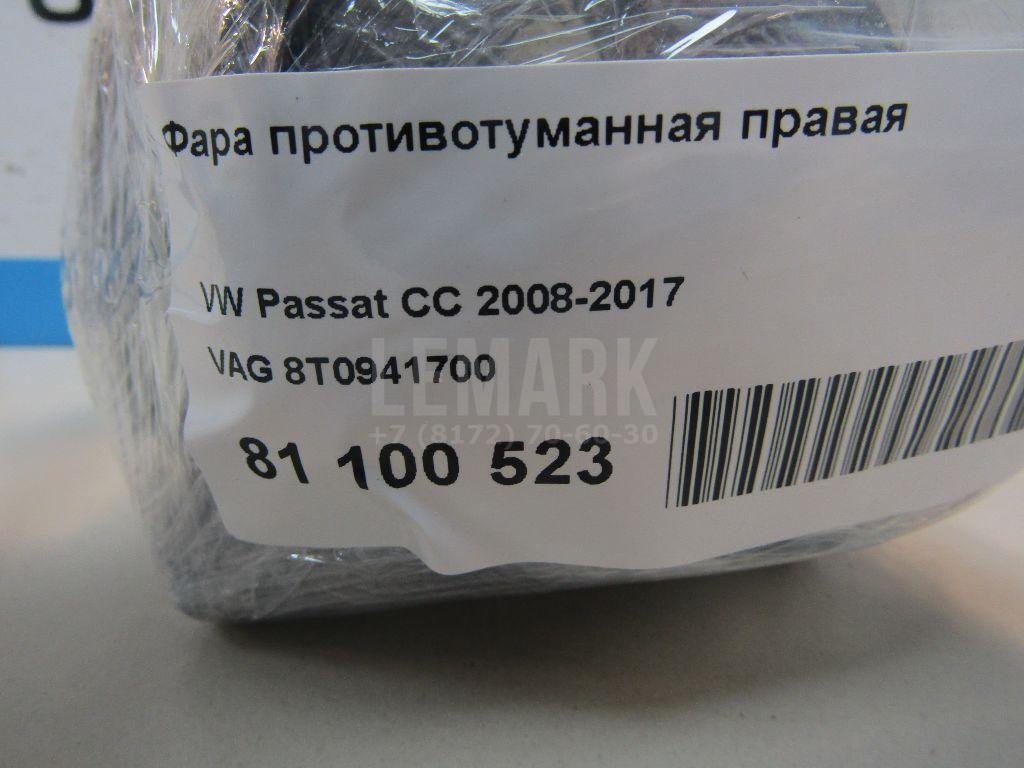 Фара противотуманная правая
VW Passat CC 2008-2017
VAG 8T0941700
LEMARK
+7 (8172) 70-60-30
81 100 523